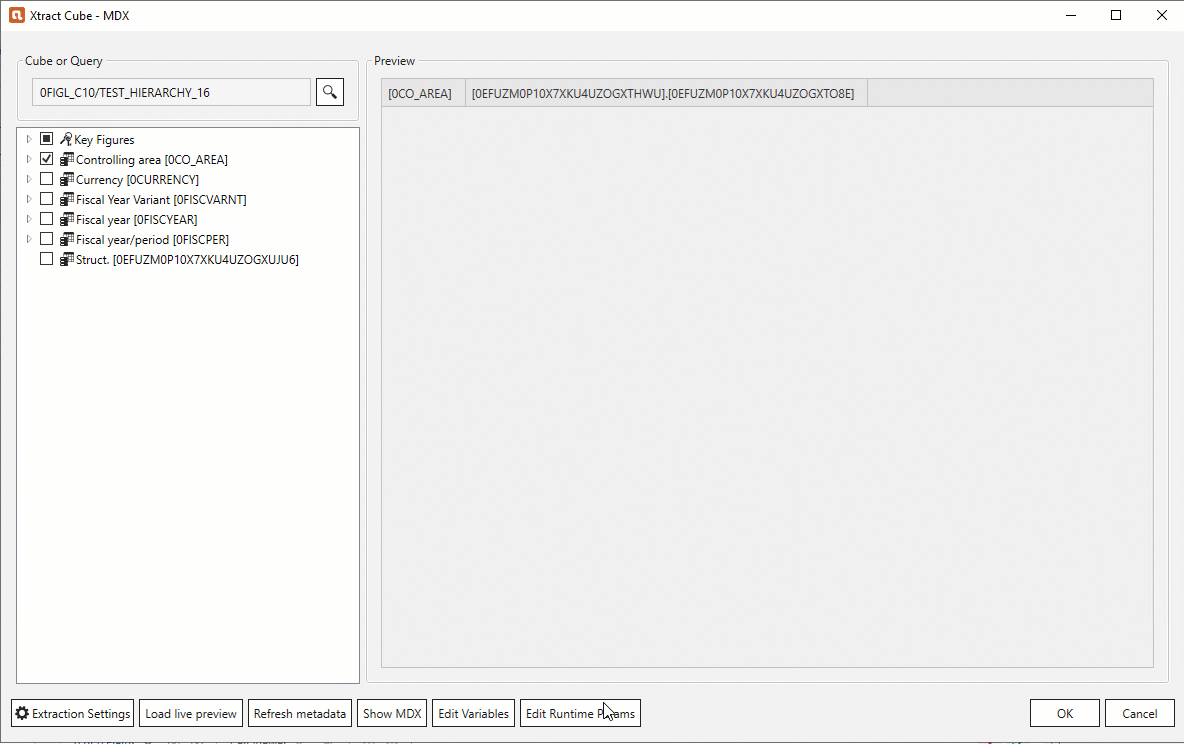 Xtract Cube - MDX
Cube or Query
0FIGL_C10/TEST_HIERARCHY_16
Key Figures
Controlling area [0CO_AREA]
Currency [0CURRENCY]
Fiscal Year Variant [0FISCVARNT]
Fiscal year [0FISCYEAR]
Fiscal year/period [0FISCPER]
Struct. [0EFUZM0P10X7XKU4UZOGXUJU6]
Preview
[0CO_AREA] [0EFUZM0P10X7XKU4UZOGXTHWU].[0EFUZM0P10X7XKU4UZOGXTO8E]
Extraction Settings Load live preview Refresh metadata Show MDX Edit Variables Edit Runtime Params OK Cancel